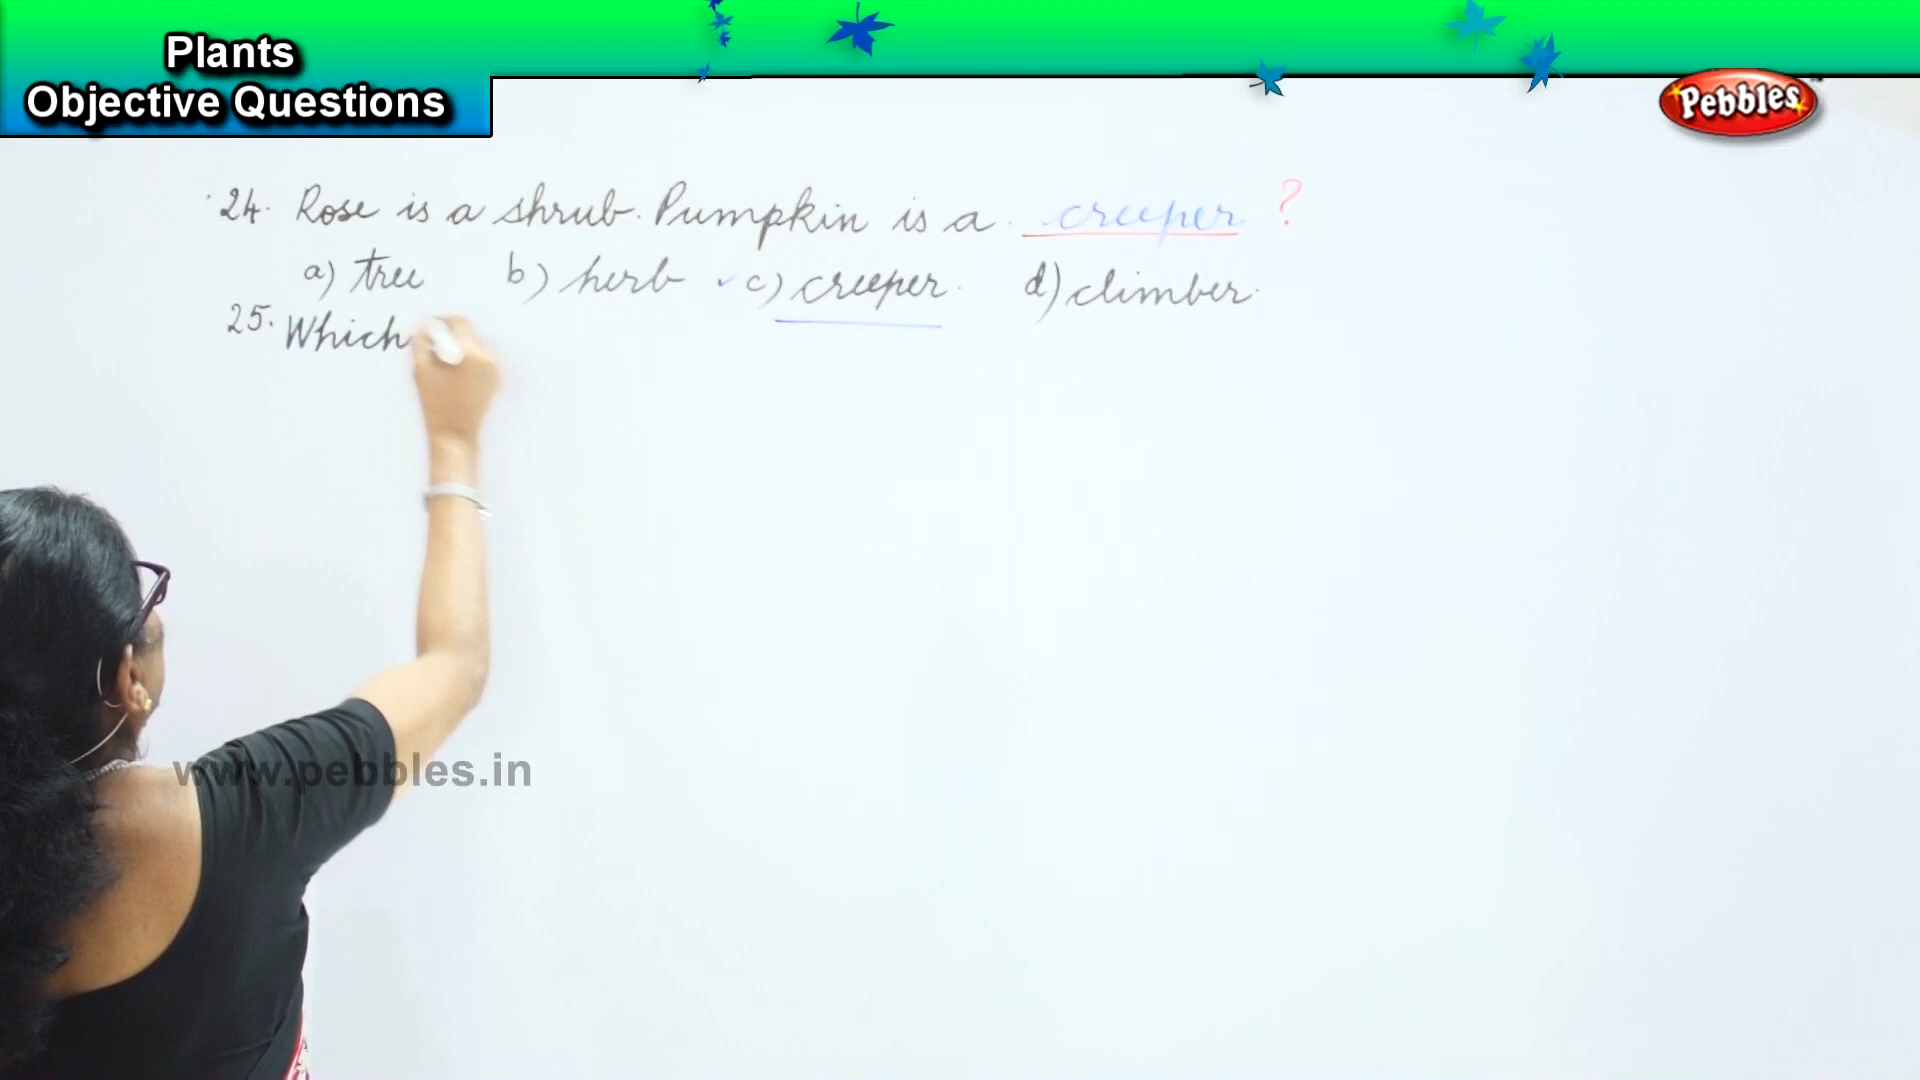 Plants
Objective Questions
Pebbles
24. Rose is a shrub. Pumpkin is a creeper ?
a) tree b) herb c) creeper. d) climber.
25. Which
www.pebbles.in